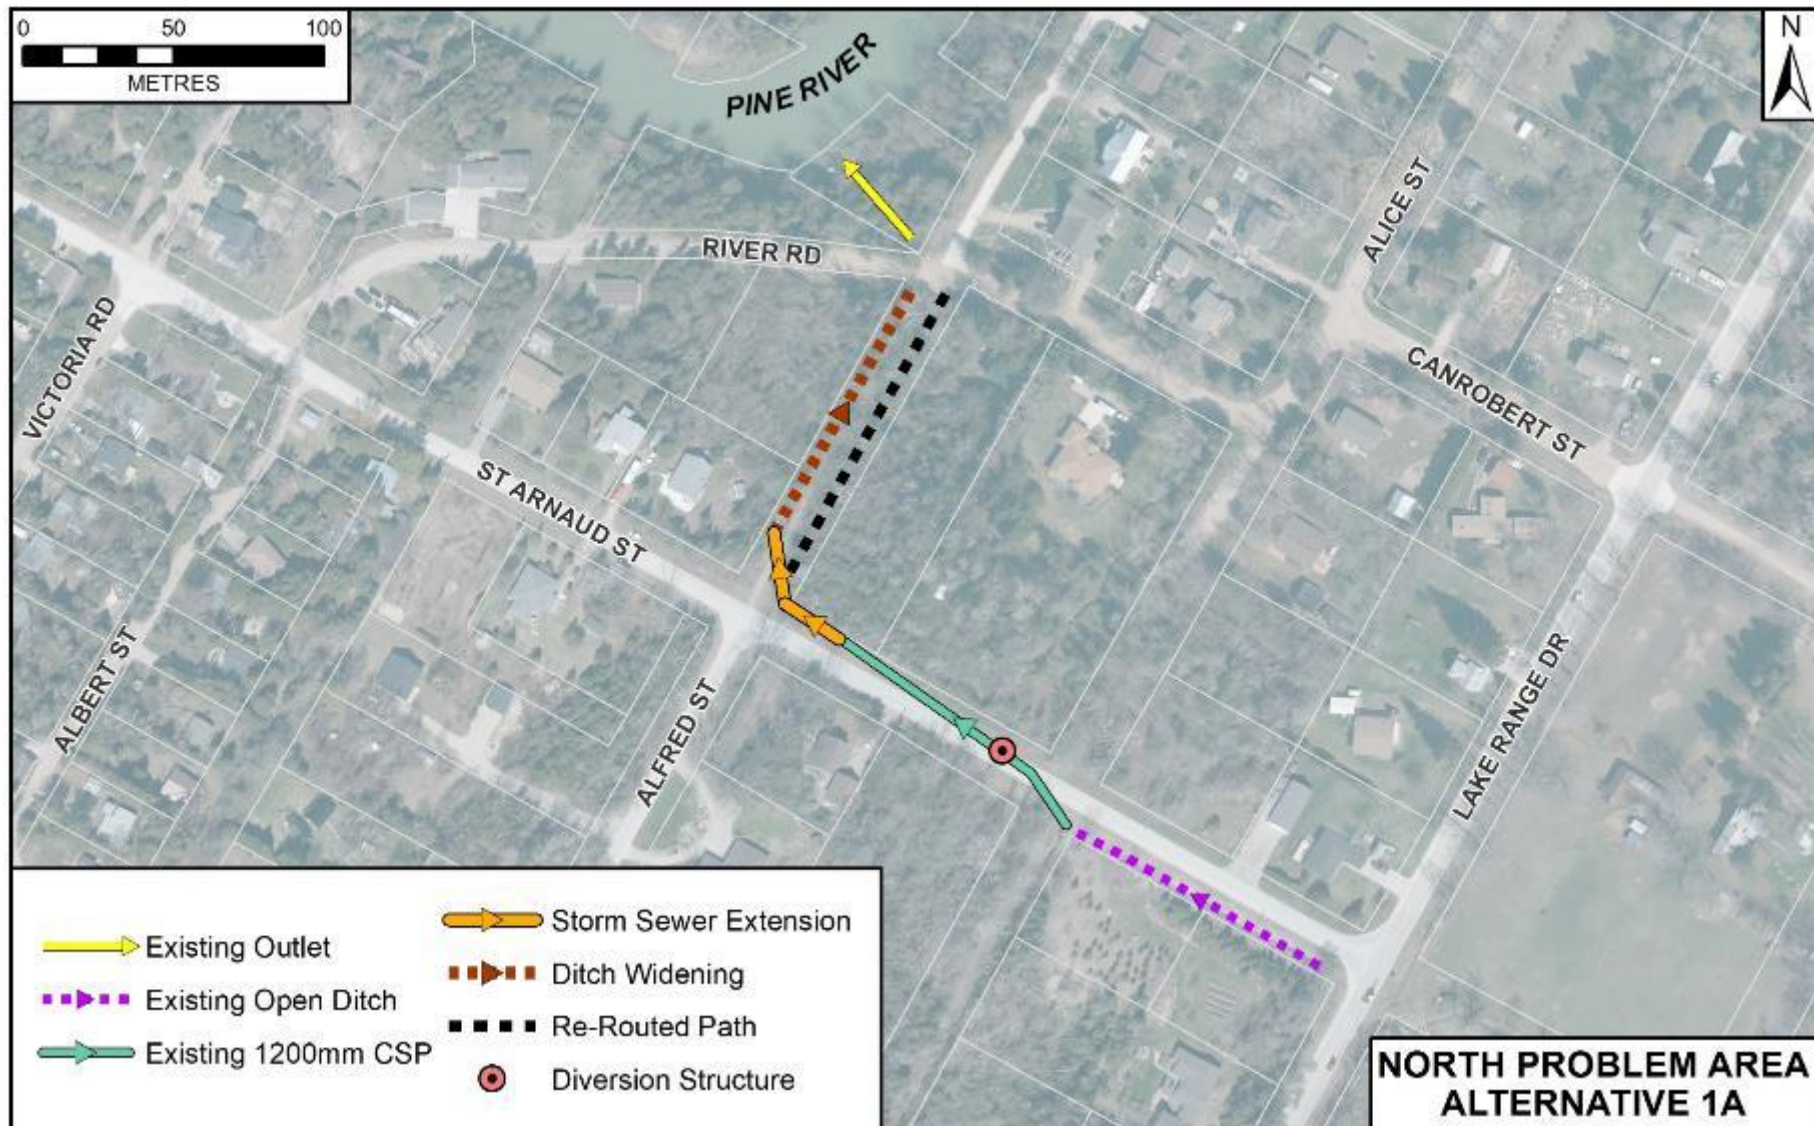 0 50 100
METRES
N
PINE RIVER
RIVER RD
ALICE ST
VICTORIA RD
CANROBERT ST
ST ARNAUD ST
ALBERT ST
ALFRED ST
LAKE RANGE DR
Existing Outlet
Existing Open Ditch
Existing 1200mm CSP
Storm Sewer Extension
Ditch Widening
Re-Routed Path
Diversion Structure
NORTH PROBLEM AREA
ALTERNATIVE 1A